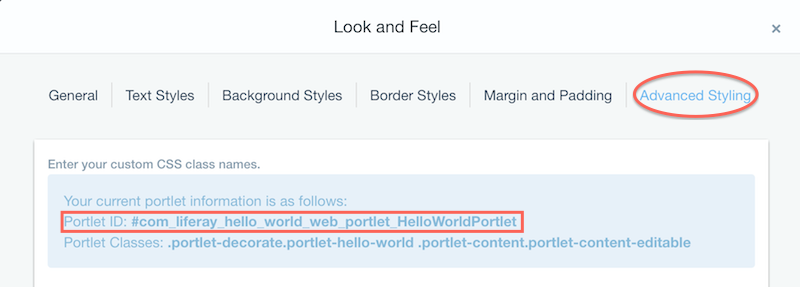 Look and Feel
×
General Text Styles Background Styles Border Styles Margin and Padding Advanced Styling
Enter your custom CSS class names.
Your current portlet information is as follows:
Portlet ID: #com_liferay_hello_world_web_portlet_HelloWorldPortlet
Portlet Classes: .portlet-decorate.portlet-hello-world .portlet-content.portlet-content-editable